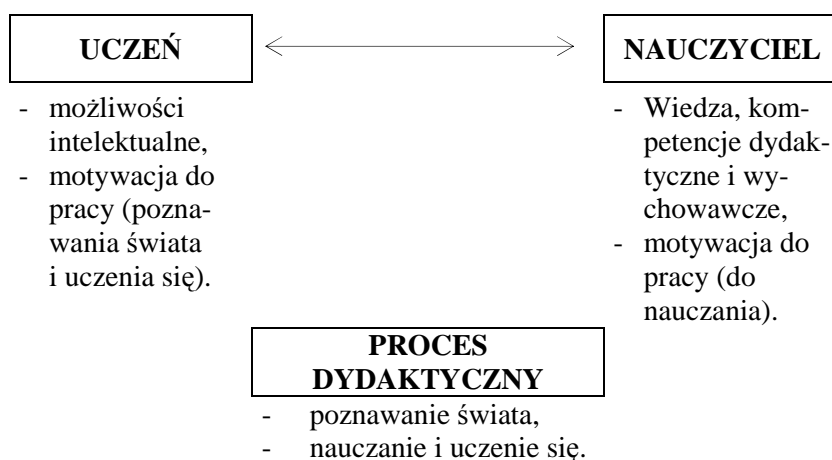 UCZEŃ
- możliwości
intelektualne,
- motywacja do
pracy (pozna-
wania świata
i uczenia się).
NAUCZYCIEL
- Wiedza, kom-
petencje dydak-
tyczne i wy-
chowawcze,
- motywacja do
pracy (do
nauczania).
PROCES
DYDAKTYCZNY
- poznawanie świata,
- nauczanie i uczenie się.